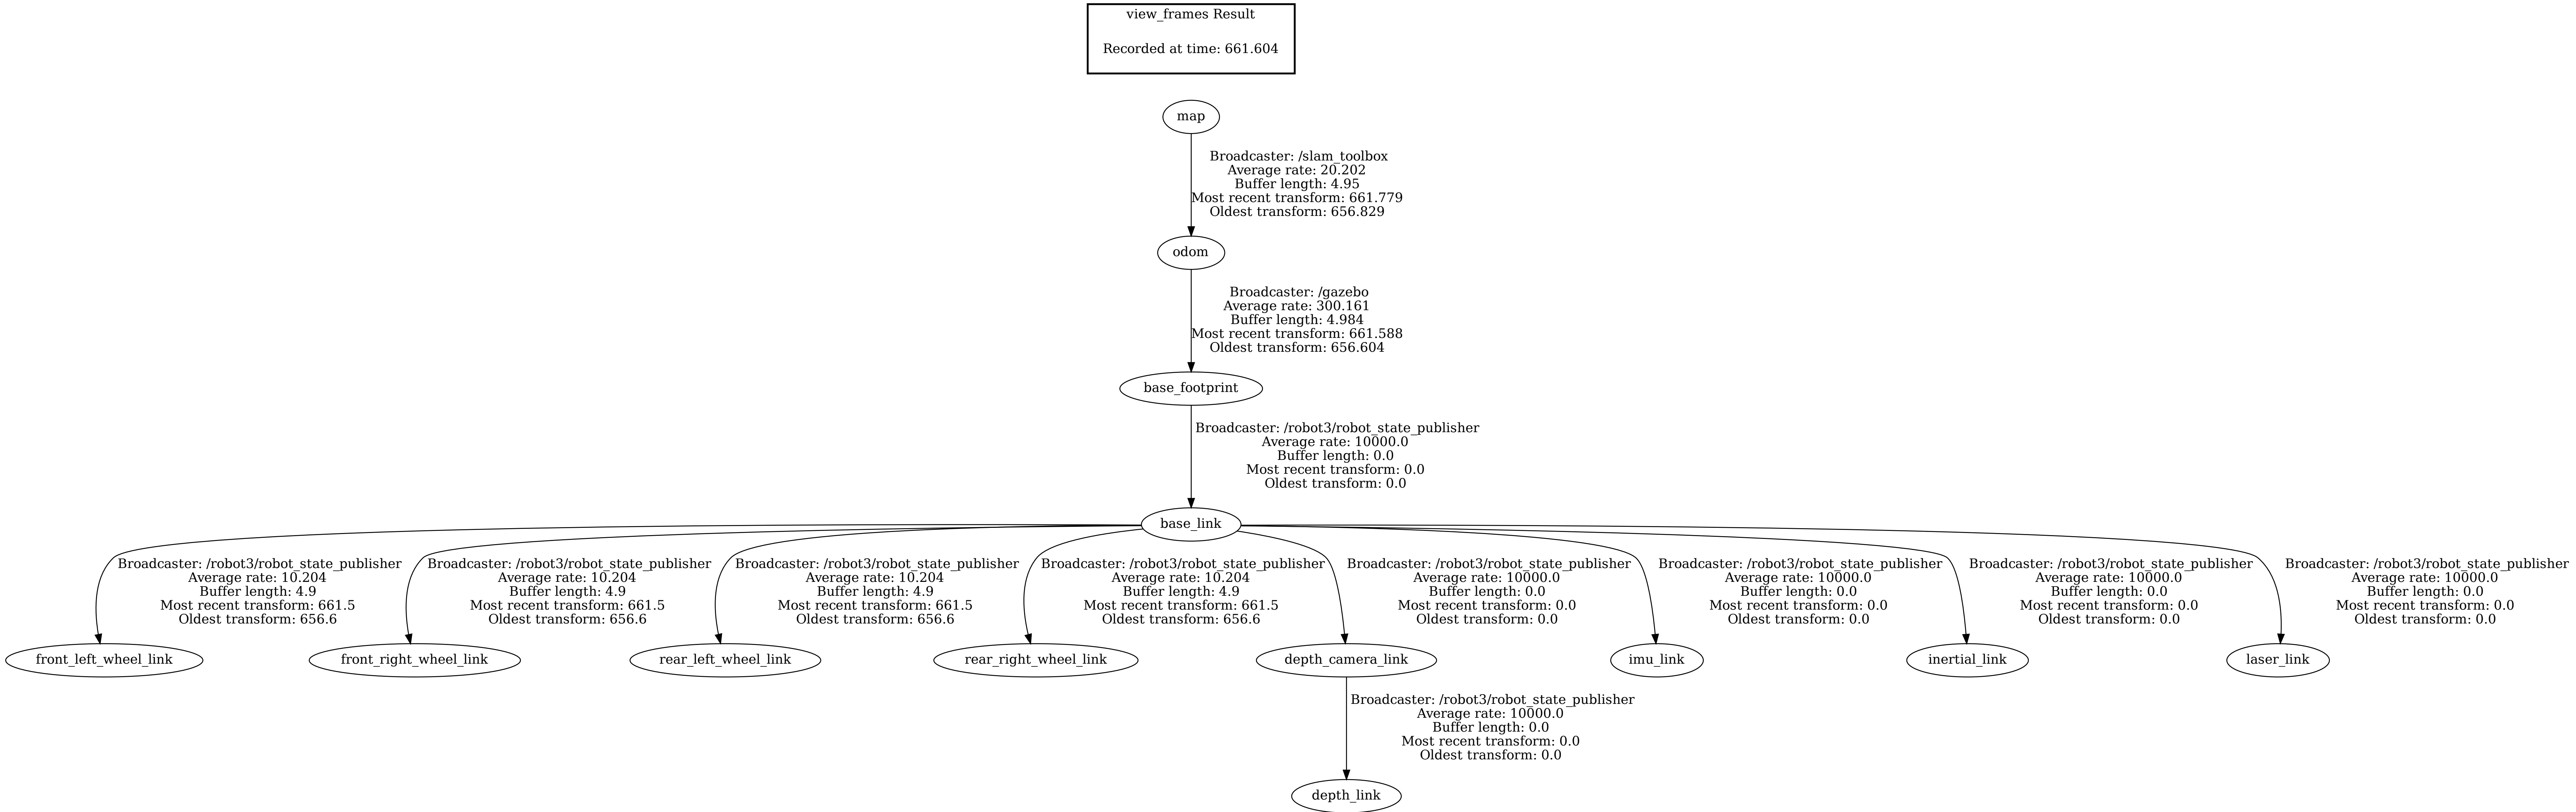 view_frames Result
Recorded at time: 661.604
map
Broadcaster: /slam_toolbox
Average rate: 20.202
Buffer length: 4.95
Most recent transform: 661.779
Oldest transform: 656.829
odom
Broadcaster: /gazebo
Average rate: 300.161
Buffer length: 4.984
Most recent transform: 661.588
Oldest transform: 656.604
base_footprint
Broadcaster: /robot3/robot_state_publisher
Average rate: 10000.0
Buffer length: 0.0
Most recent transform: 0.0
Oldest transform: 0.0
base_link
Broadcaster: /robot3/robot_state_publisher
Average rate: 10.204
Buffer length: 4.9
Most recent transform: 661.5
Oldest transform: 656.6
Broadcaster: /robot3/robot_state_publisher
Average rate: 10.204
Buffer length: 4.9
Most recent transform: 661.5
Oldest transform: 656.6
Broadcaster: /robot3/robot_state_publisher
Average rate: 10.204
Buffer length: 4.9
Most recent transform: 661.5
Oldest transform: 656.6
Broadcaster: /robot3/robot_state_publisher
Average rate: 10.204
Buffer length: 4.9
Most recent transform: 661.5
Oldest transform: 656.6
Broadcaster: /robot3/robot_state_publisher
Average rate: 10000.0
Buffer length: 0.0
Most recent transform: 0.0
Oldest transform: 0.0
Broadcaster: /robot3/robot_state_publisher
Average rate: 10000.0
Buffer length: 0.0
Most recent transform: 0.0
Oldest transform: 0.0
Broadcaster: /robot3/robot_state_publisher
Average rate: 10000.0
Buffer length: 0.0
Most recent transform: 0.0
Oldest transform: 0.0
Broadcaster: /robot3/robot_state_publisher
Average rate: 10000.0
Buffer length: 0.0
Most recent transform: 0.0
Oldest transform: 0.0
front_left_wheel_link
front_right_wheel_link
rear_left_wheel_link
rear_right_wheel_link
depth_camera_link
imu_link
inertial_link
laser_link
Broadcaster: /robot3/robot_state_publisher
Average rate: 10000.0
Buffer length: 0.0
Most recent transform: 0.0
Oldest transform: 0.0
depth_link